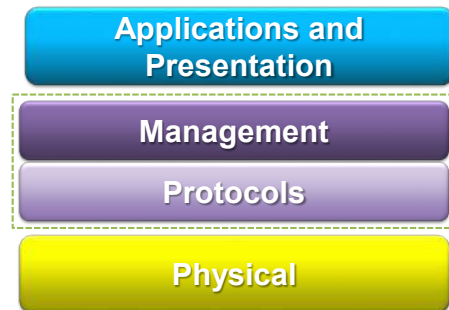 Applications and
Presentation
Management
Protocols
Physical